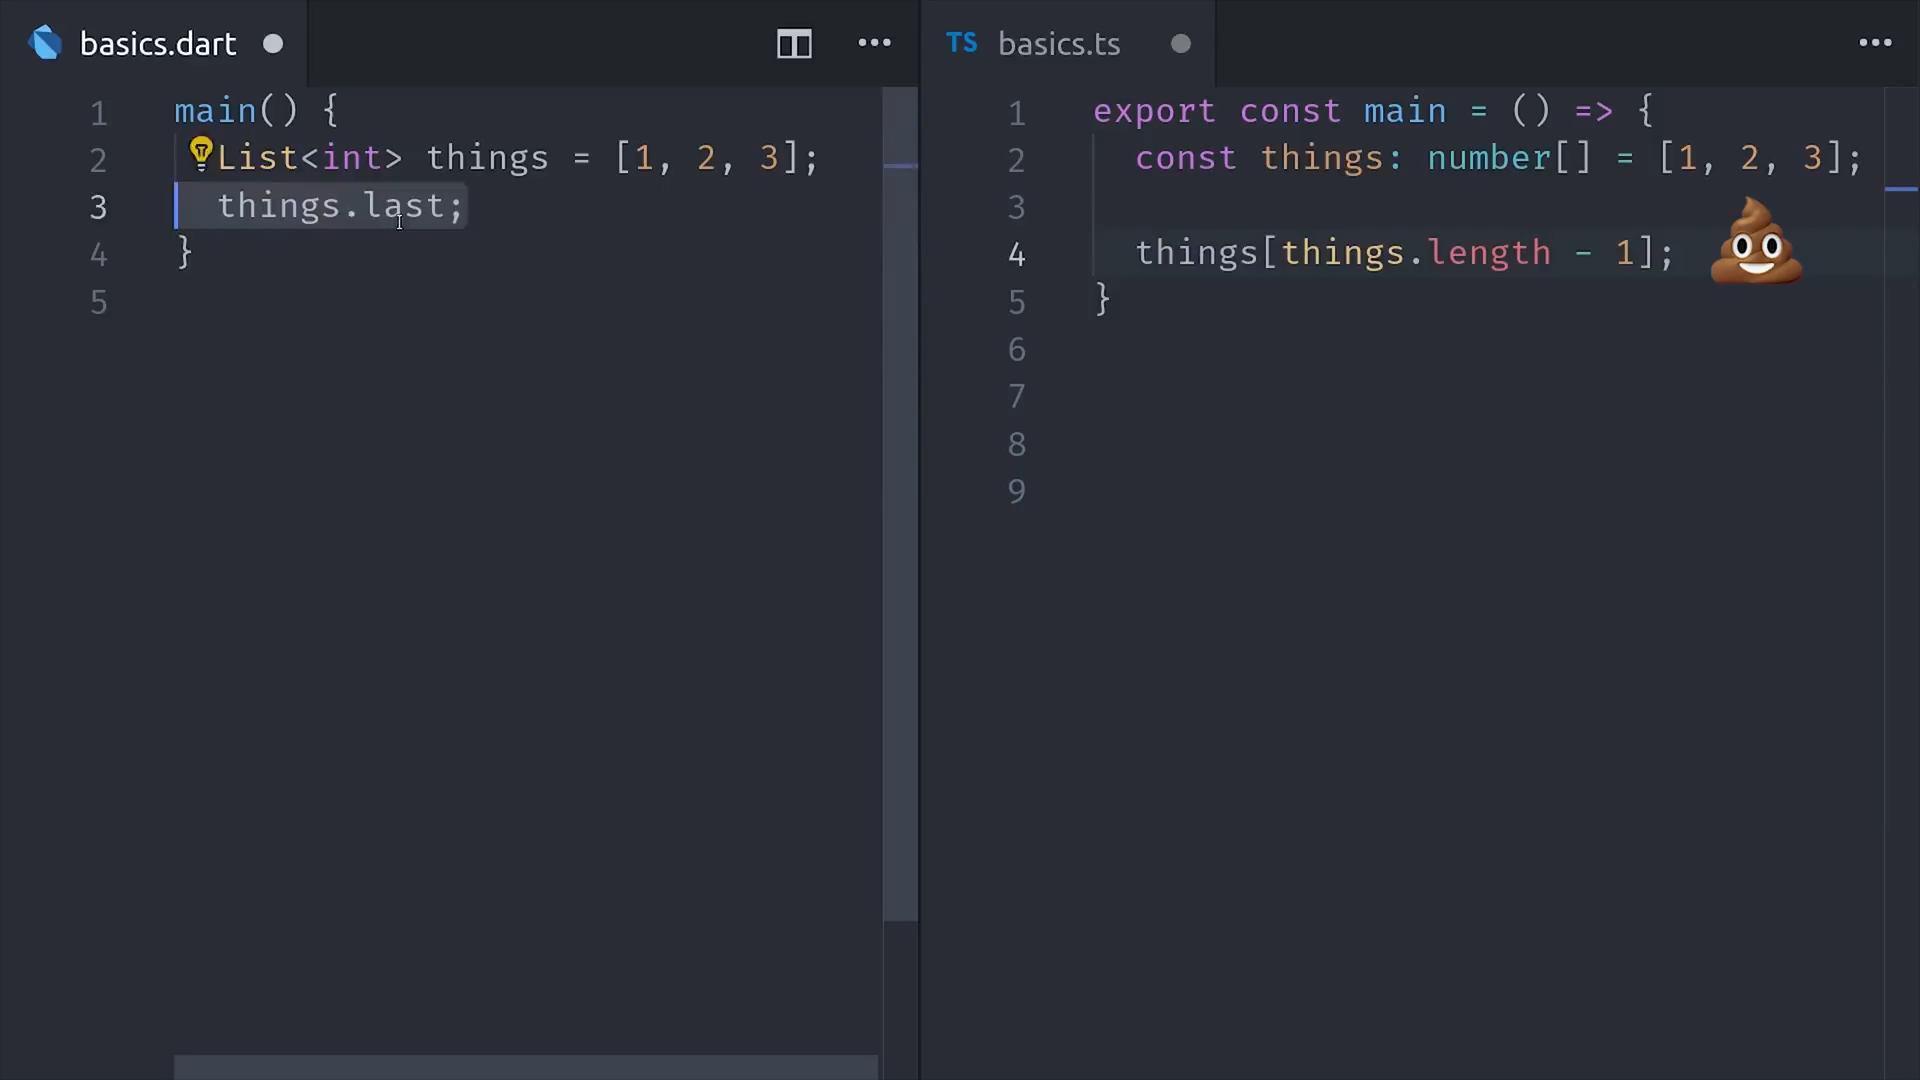 basics.dart
1 main() {
2 List<int> things = [1, 2, 3];
3 things.last;
4 }
5
TS basics.ts
1 export const main = () => {
2 const things: number[] = [1, 2, 3];
3
4 things[things.length - 1];
5 }
6
7
8
9